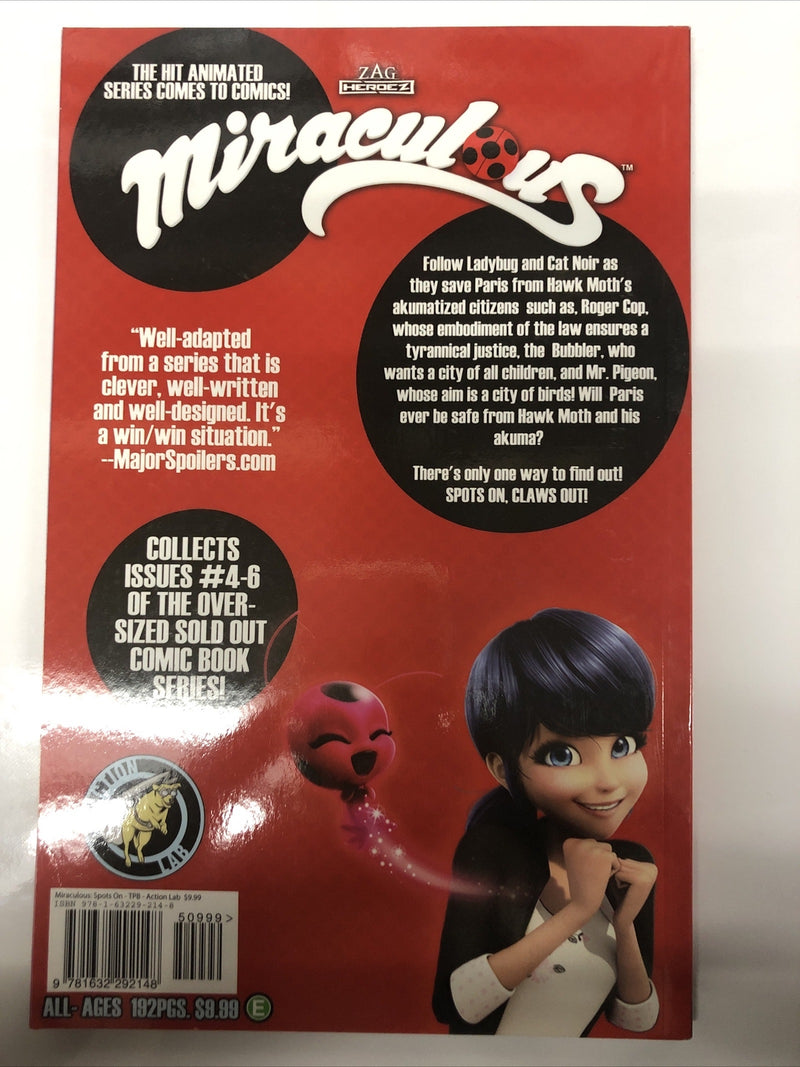 THE HIT ANIMATED
SERIES COMES TO COMICS!
ZAG
HEROEZ
Miraculous™
Follow Ladybug and Cat Noir as
they save Paris from Hawk Moth's
akumatized citizens such as, Roger Cop,
whose embodiment of the law ensures a
tyrannical justice, the Bubbler, who
wants a city of all children, and Mr. Pigeon,
whose aim is a city of birds! Will Paris
ever be safe from Hawk Moth and his
akuma?
There's only one way to find out!
SPOTS ON, CLAWS OUT!
"Well-adapted
from a series that is
clever, well-written
and well-designed. It's
a win/win situation."
--MajorSpoilers.com
COLLECTS
ISSUES #4-6
OF THE OVER-
SIZED SOLD OUT
COMIC BOOK
SERIES!
ACTION
LAB
Miraculous: Spots On - TPB - Action Lab $9.99
ISBN 978-1-63229-214-8
50999>
9 781632 292148
ALL- AGES 192PGS. $9.99 E